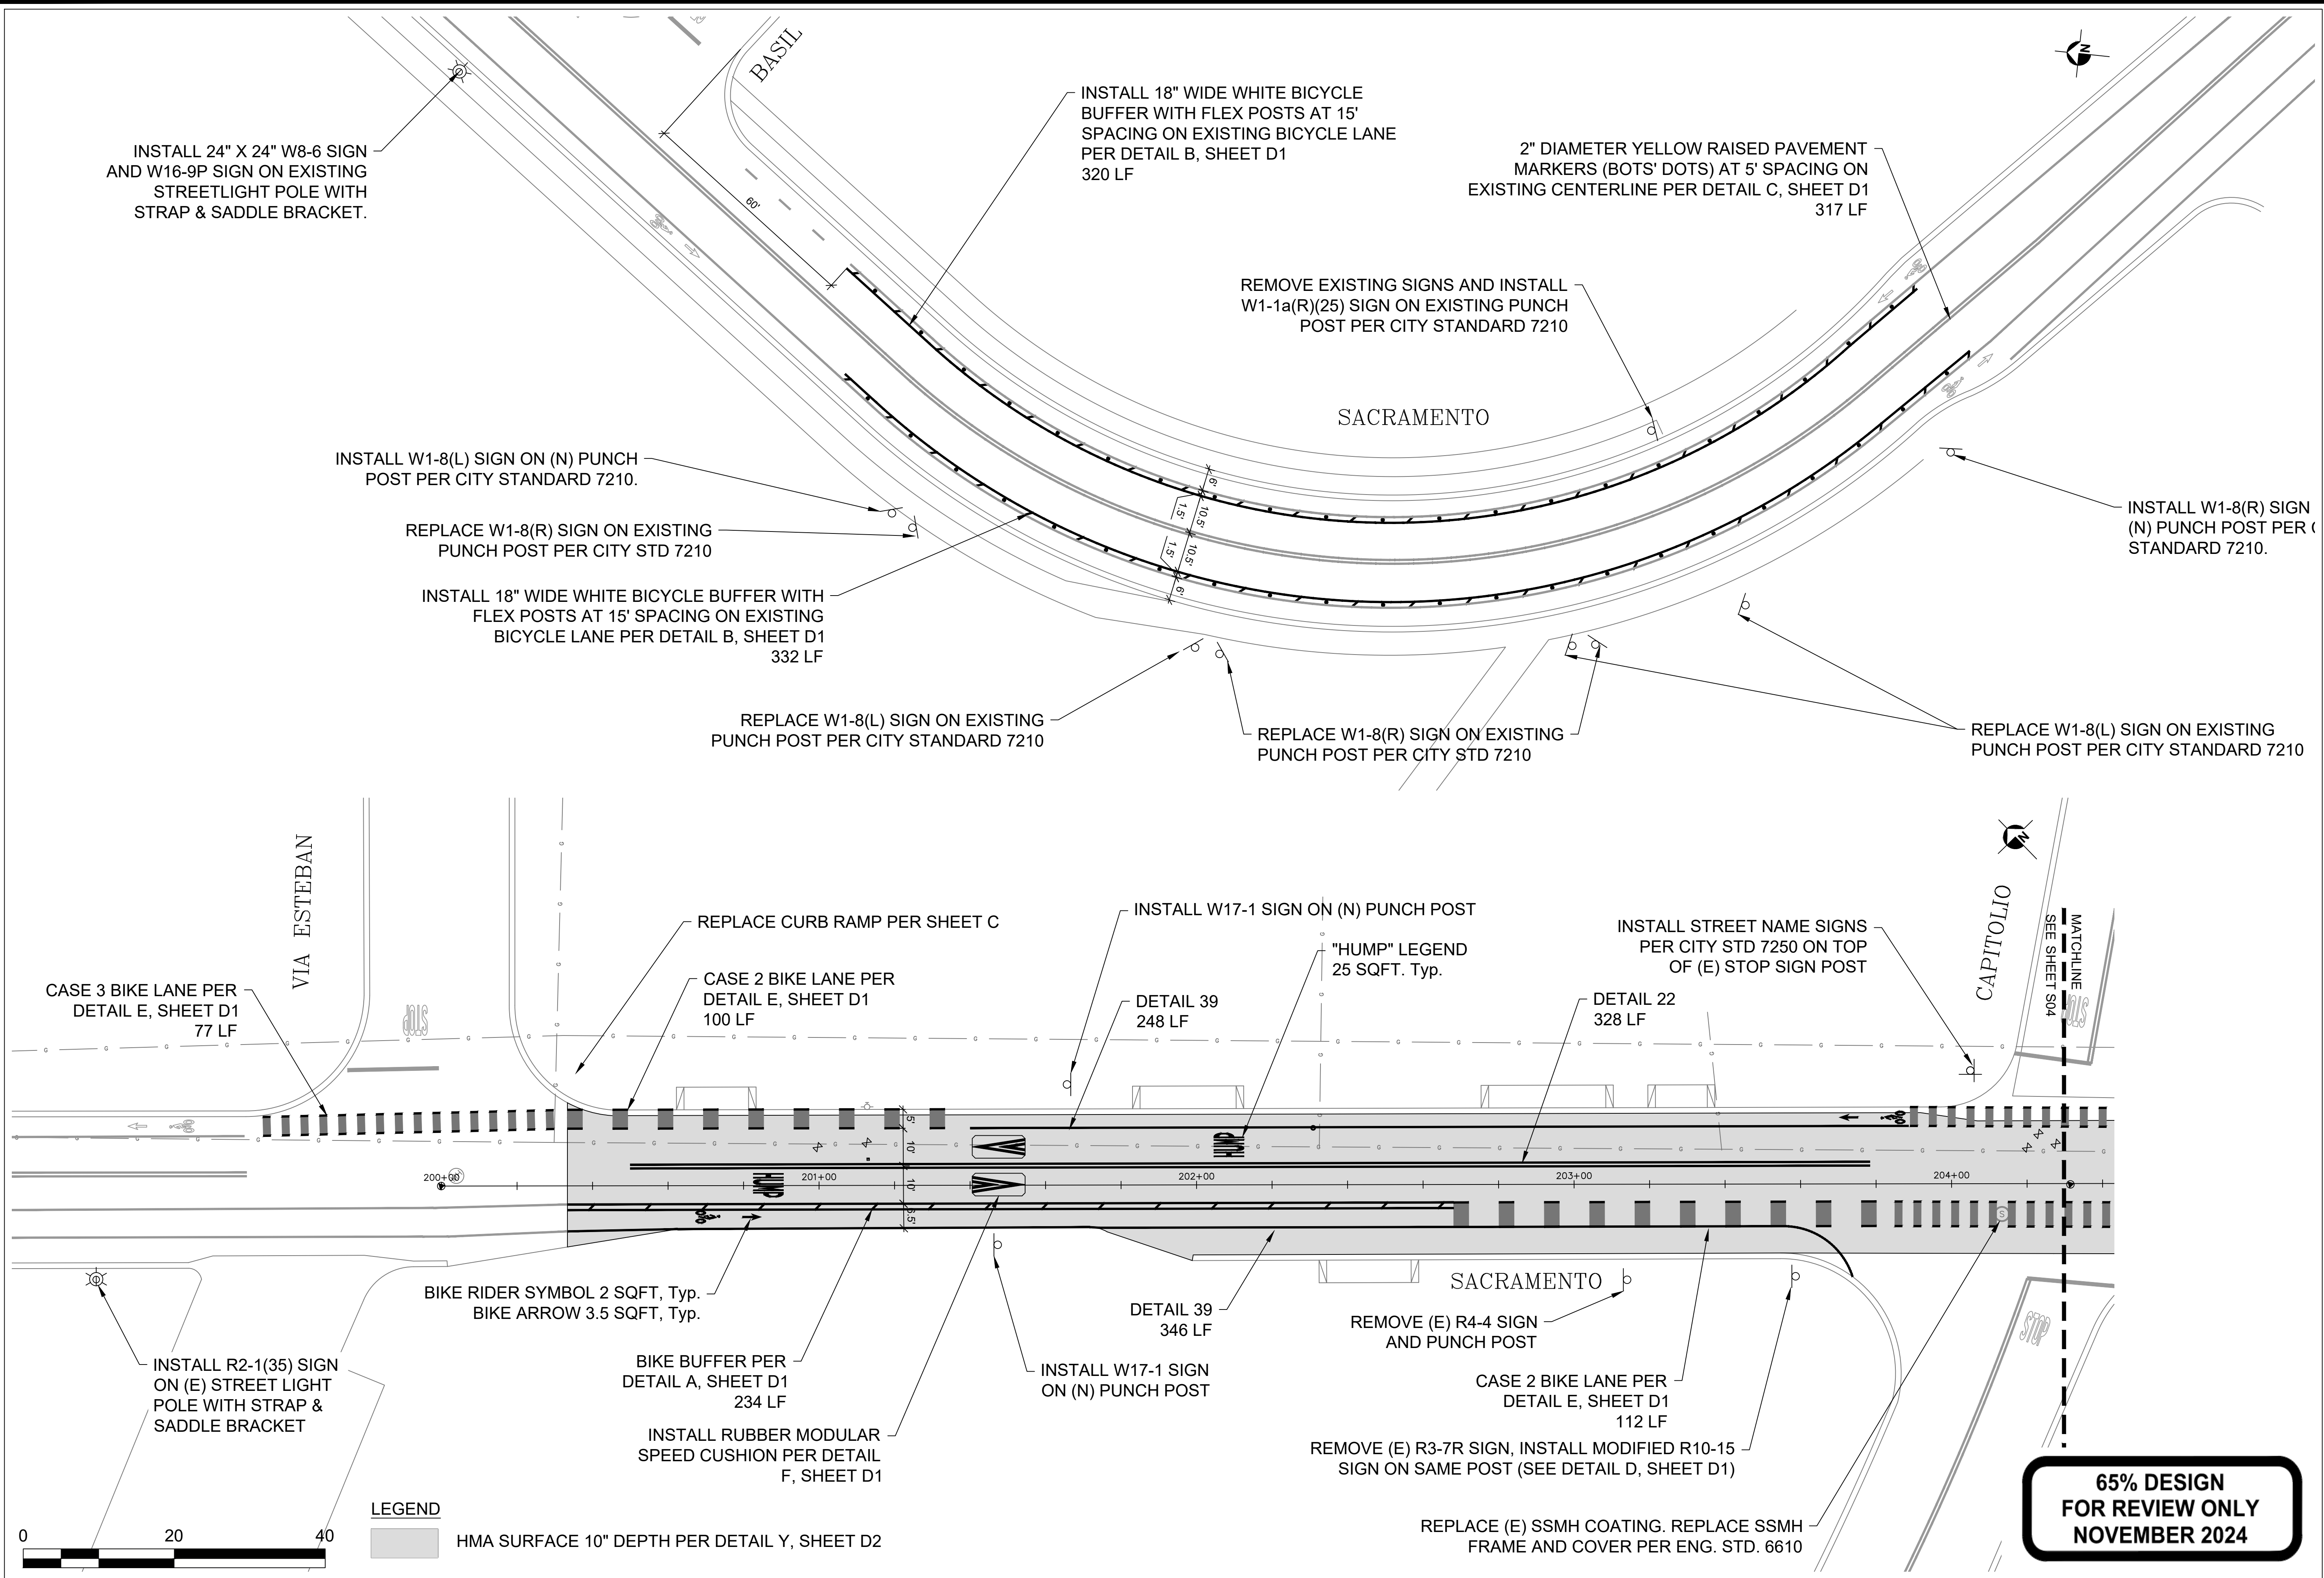 BASIL
N
INSTALL 24" X 24" W8-6 SIGN
AND W16-9P SIGN ON EXISTING
STREETLIGHT POLE WITH
STRAP & SADDLE BRACKET.
60'
INSTALL 18" WIDE WHITE BICYCLE
BUFFER WITH FLEX POSTS AT 15'
SPACING ON EXISTING BICYCLE LANE
PER DETAIL B, SHEET D1
320 LF
2" DIAMETER YELLOW RAISED PAVEMENT
MARKERS (BOTS' DOTS) AT 5' SPACING ON
EXISTING CENTERLINE PER DETAIL C, SHEET D1
317 LF
REMOVE EXISTING SIGNS AND INSTALL
W1-1a(R)(25) SIGN ON EXISTING PUNCH
POST PER CITY STANDARD 7210
SACRAMENTO
INSTALL W1-8(L) SIGN ON (N) PUNCH
POST PER CITY STANDARD 7210.
REPLACE W1-8(R) SIGN ON EXISTING
PUNCH POST PER CITY STD 7210
INSTALL 18" WIDE WHITE BICYCLE BUFFER WITH
FLEX POSTS AT 15' SPACING ON EXISTING
BICYCLE LANE PER DETAIL B, SHEET D1
332 LF
6'
1.5'
10.5'
10.5'
1.5'
6'
INSTALL W1-8(R) SIGN
(N) PUNCH POST PER (
STANDARD 7210.
REPLACE W1-8(L) SIGN ON EXISTING
PUNCH POST PER CITY STANDARD 7210
REPLACE W1-8(R) SIGN ON EXISTING
PUNCH POST PER CITY STD 7210
REPLACE W1-8(L) SIGN ON EXISTING
PUNCH POST PER CITY STANDARD 7210
VIA ESTEBAN
N
CAPITOLIO
MATCHLINE
SEE SHEET S04
REPLACE CURB RAMP PER SHEET C
INSTALL W17-1 SIGN ON (N) PUNCH POST
"HUMP" LEGEND
25 SQFT. Typ.
INSTALL STREET NAME SIGNS
PER CITY STD 7250 ON TOP
OF (E) STOP SIGN POST
CASE 3 BIKE LANE PER
DETAIL E, SHEET D1
77 LF
CASE 2 BIKE LANE PER
DETAIL E, SHEET D1
100 LF
DETAIL 39
248 LF
DETAIL 22
328 LF
STOP
STOP
5'
10'
HUMP
200+00
201+00
202+00
203+00
204+00
HUMP
10'
6.5'
S
BIKE RIDER SYMBOL 2 SQFT, Typ.
BIKE ARROW 3.5 SQFT, Typ.
DETAIL 39
346 LF
SACRAMENTO
REMOVE (E) R4-4 SIGN
AND PUNCH POST
STOP
INSTALL R2-1(35) SIGN
ON (E) STREET LIGHT
POLE WITH STRAP &
SADDLE BRACKET
BIKE BUFFER PER
DETAIL A, SHEET D1
234 LF
INSTALL W17-1 SIGN
ON (N) PUNCH POST
CASE 2 BIKE LANE PER
DETAIL E, SHEET D1
112 LF
INSTALL RUBBER MODULAR
SPEED CUSHION PER DETAIL
F, SHEET D1
REMOVE (E) R3-7R SIGN, INSTALL MODIFIED R10-15
SIGN ON SAME POST (SEE DETAIL D, SHEET D1)
REPLACE (E) SSMH COATING. REPLACE SSMH
FRAME AND COVER PER ENG. STD. 6610
LEGEND
HMA SURFACE 10" DEPTH PER DETAIL Y, SHEET D2
0 20 40
65% DESIGN
FOR REVIEW ONLY
NOVEMBER 2024